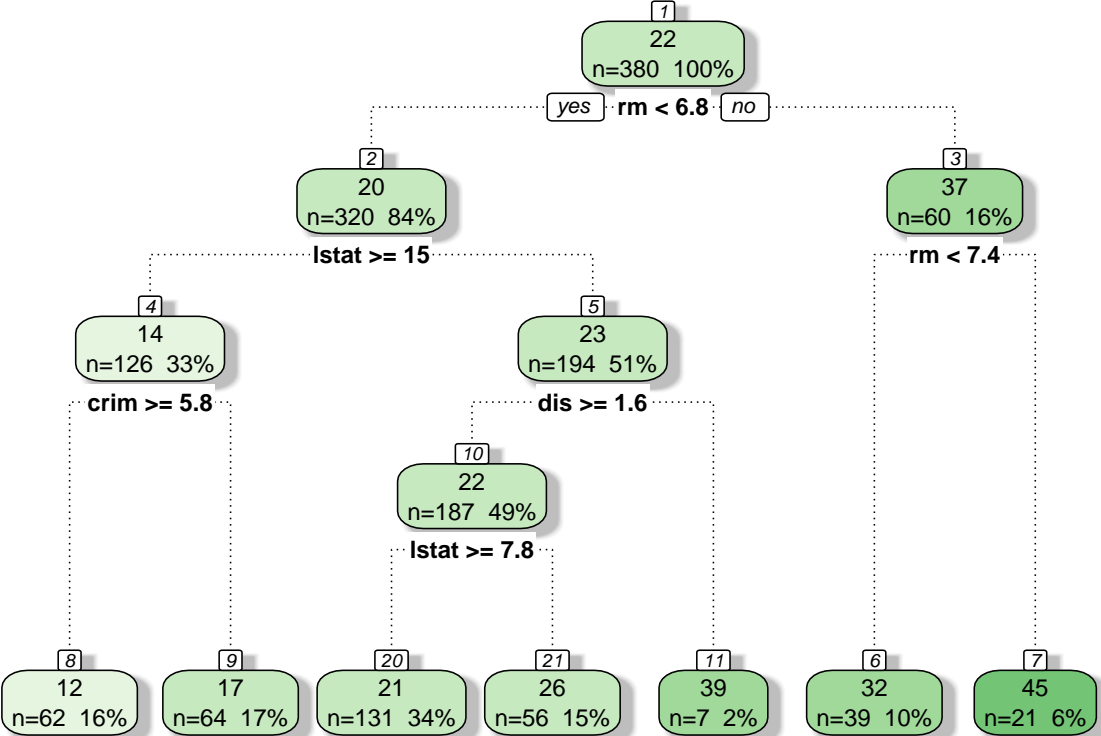 1
22
n=380 100%
yes rm < 6.8 no
2
3
20
n=320 84%
37
n=60 16%
lstat >= 15
rm < 7.4
4
5
14
n=126 33%
23
n=194 51%
crim >= 5.8
dis >= 1.6
10
22
n=187 49%
lstat >= 7.8
8
9
20
21
11
6
7
12
n=62 16%
17
n=64 17%
21
n=131 34%
26
n=56 15%
39
n=7 2%
32
n=39 10%
45
n=21 6%